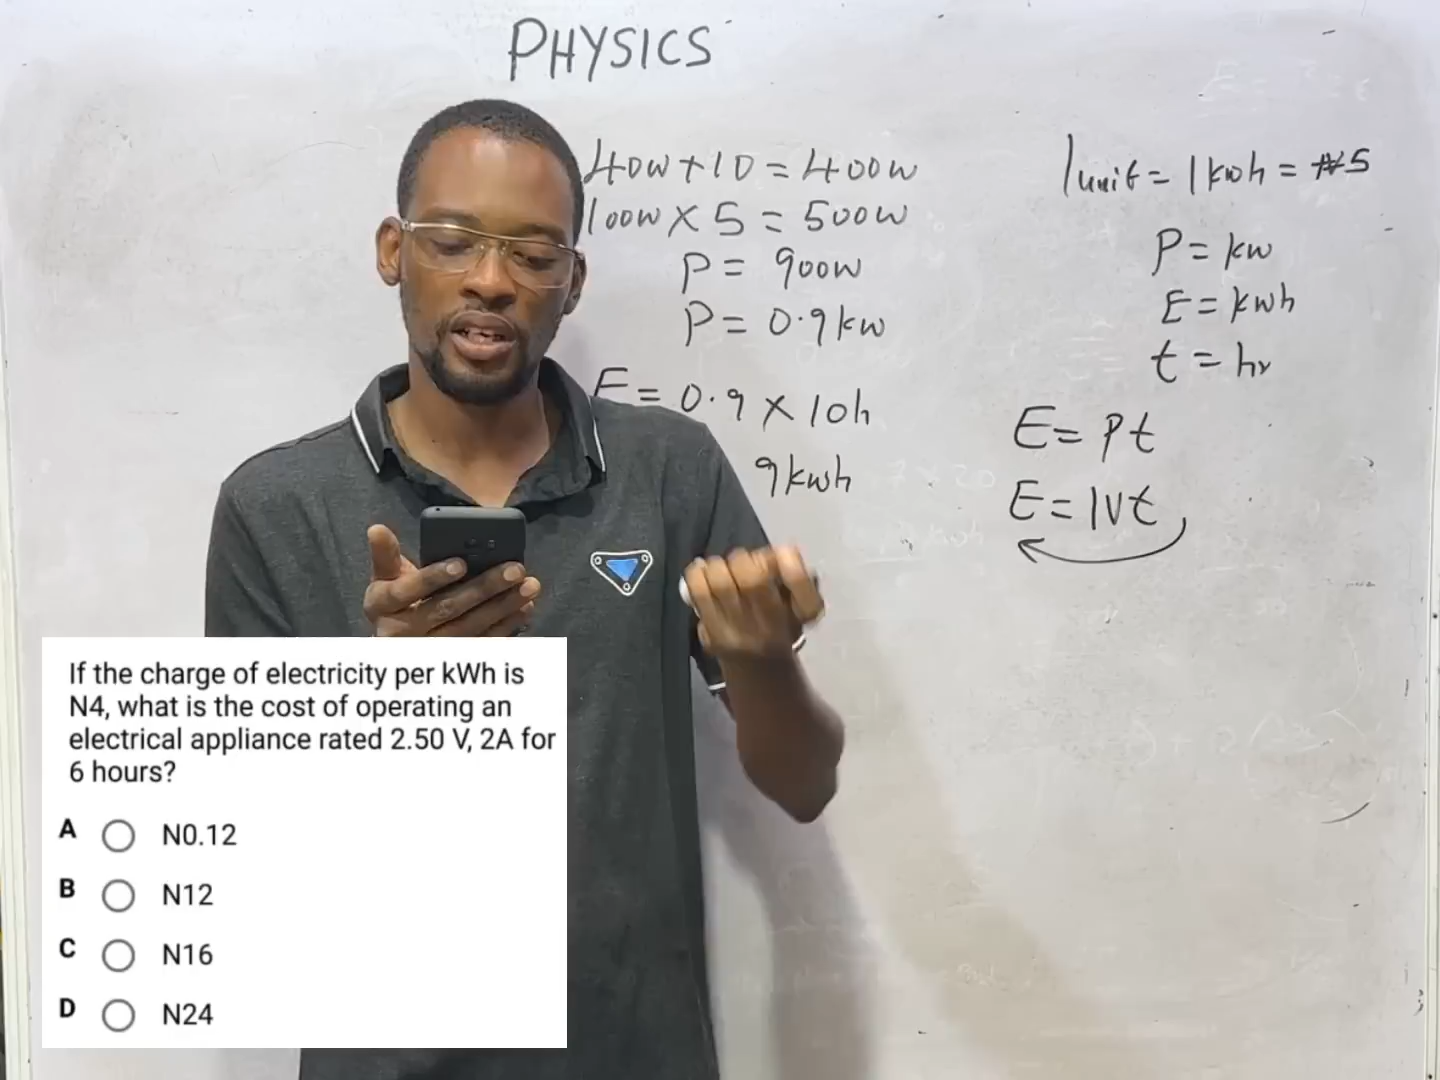 PHYSICS
40w + 10 = 400w
100w × 5 = 500w
P = 900w
P = 0.9kw
E = 0.9 × 10h
9kwh
1unit = 1kwh = ₦5
P = kw
E = kwh
t = hr
E = Pt
E = IVt
If the charge of electricity per kWh is
N4, what is the cost of operating an
electrical appliance rated 2.50 V, 2A for
6 hours?
A N0.12
B N12
C N16
D N24